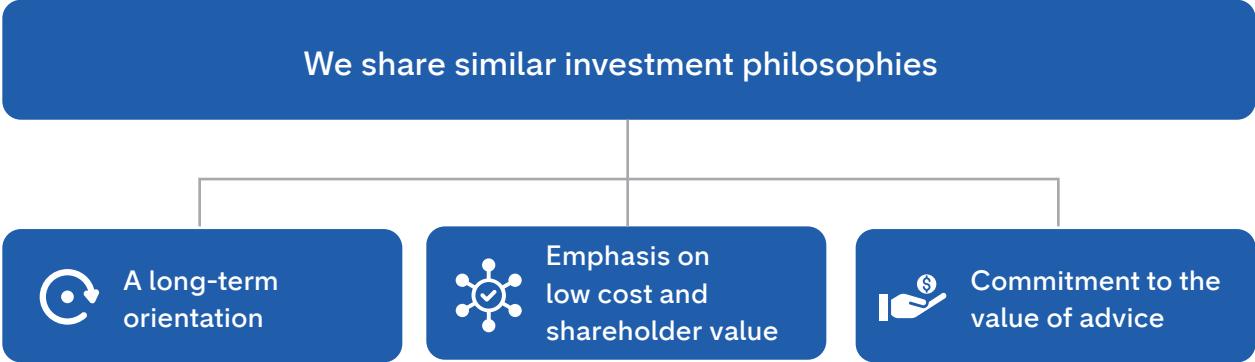 We share similar investment philosophies
A long-term
orientation
Emphasis on
low cost and
shareholder value
Commitment to the
value of advice